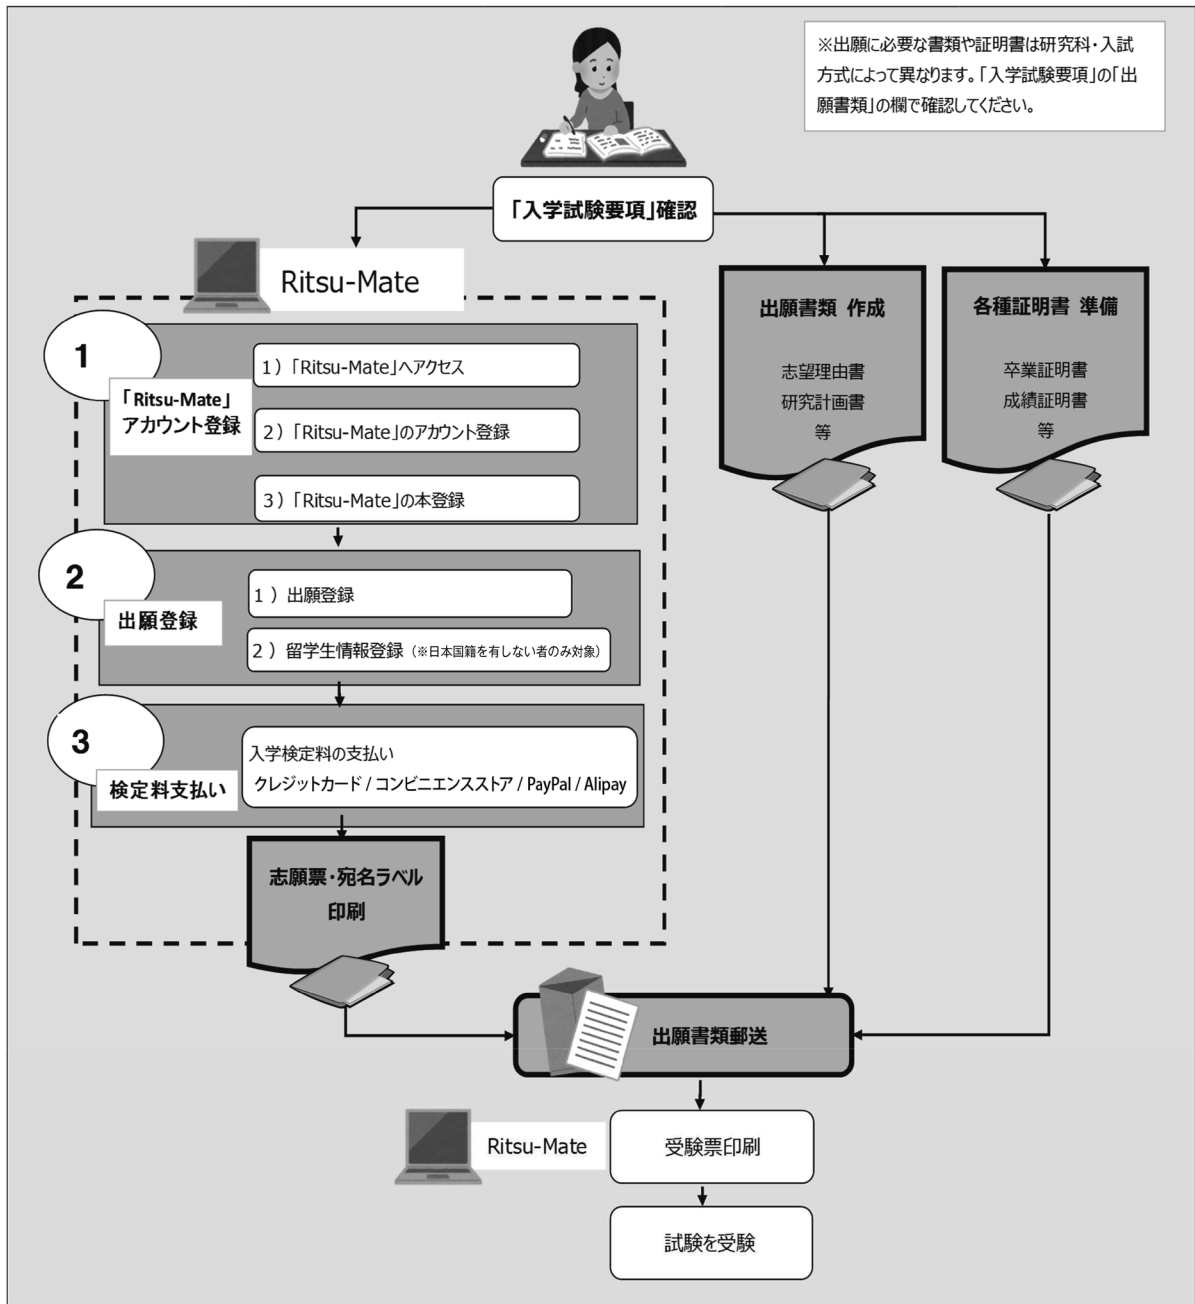 ※出願に必要な書類や証明書は研究科・入試
方式によって異なります。「入学試験要項」の「出
願書類」の欄で確認してください。
「入学試験要項」確認
Ritsu-Mate
1
「Ritsu-Mate」
アカウント登録
1）「Ritsu-Mate」へアクセス
2）「Ritsu-Mate」のアカウント登録
3）「Ritsu-Mate」の本登録
2
出願登録
1 ）出願登録
2 ）留学生情報登録（※日本国籍を有しない者のみ対象）
3
検定料支払い
入学検定料の支払い
クレジットカード / コンビニエンスストア / PayPal / Alipay
志願票・宛名ラベル
印刷
出願書類 作成
志望理由書
研究計画書
等
各種証明書 準備
卒業証明書
成績証明書
等
出願書類郵送
Ritsu-Mate
受験票印刷
試験を受験